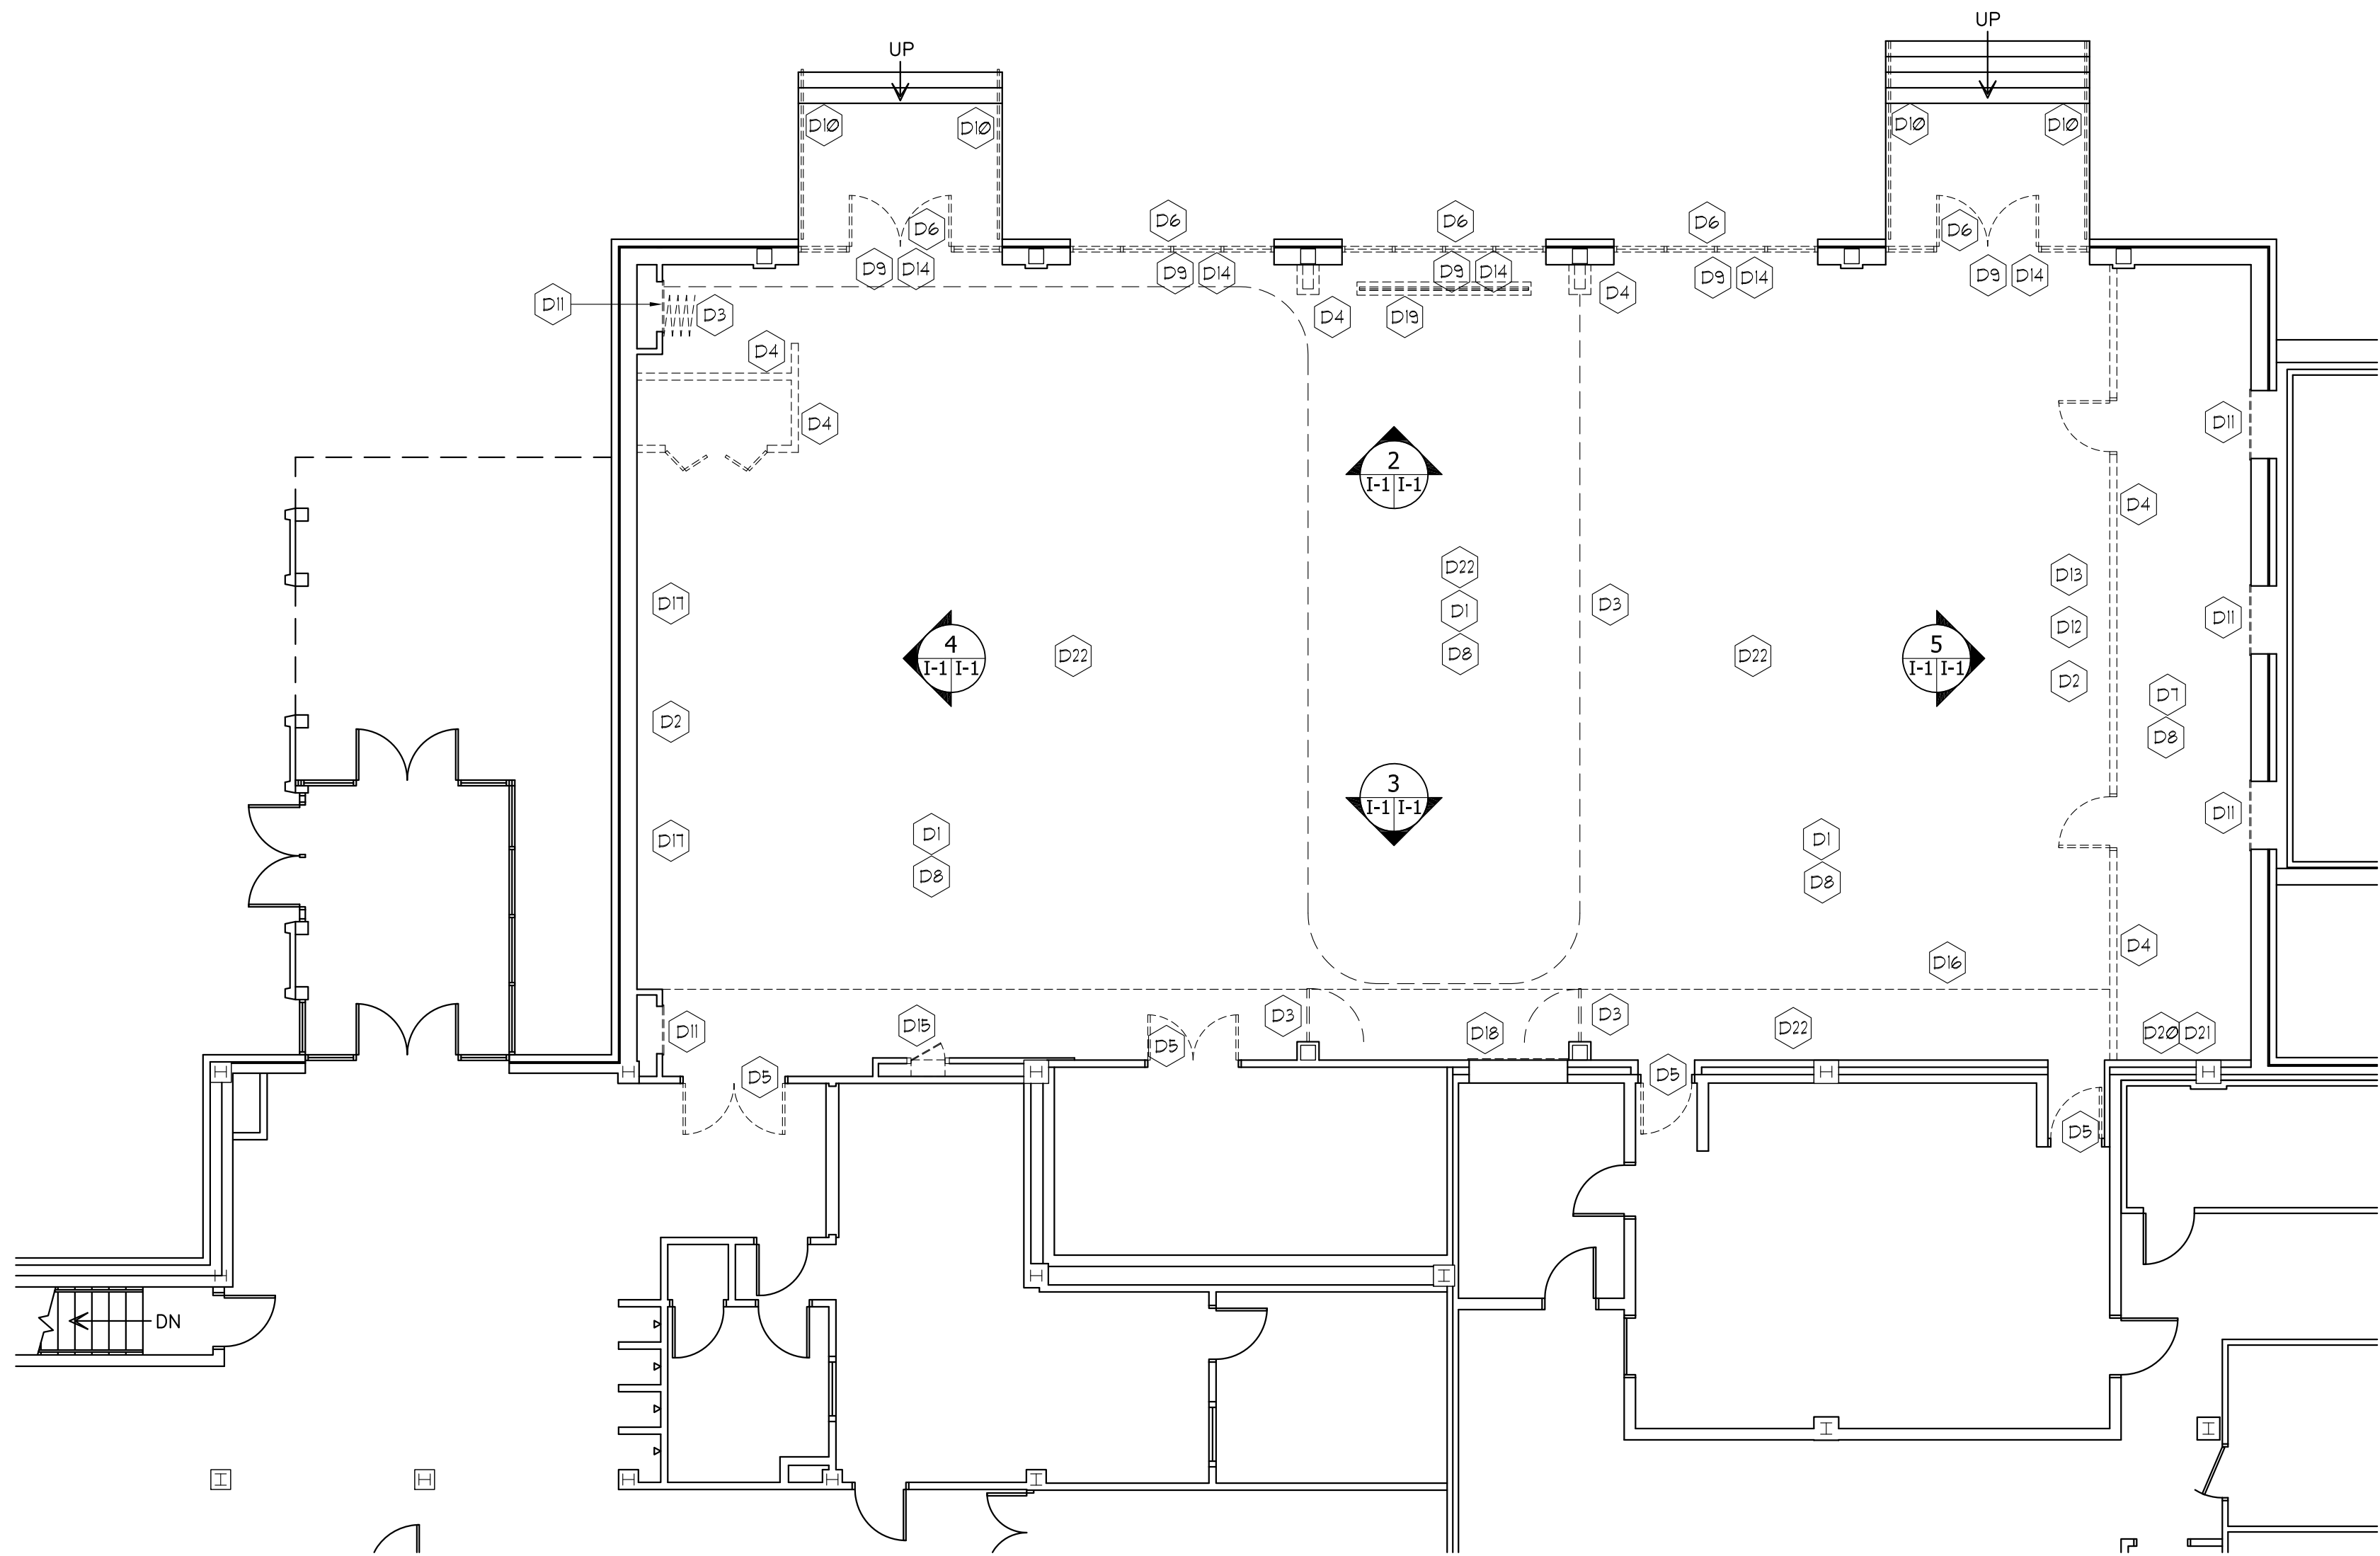 UP
UP
D10 D10 D10 D10
D6 D6 D6 D6 D6
D9 D14 D9 D14 D9 D14 D9 D14 D9 D14
D11 D3 D4 D19 D4
D4
D4 D11
2
I-1 I-1
D4
D22 D13
D17 D1 D3 D11
D12
4 5
I-1 I-1 D22 D8 D22 I-1 I-1
D2
D7
D2 D8
3
I-1 I-1
D11
D17 D1 D1
D8 D8
D4
D16
D3 D3
D11 D15 D18 D22 D20 D21
D5
D5 D5
D5
DN